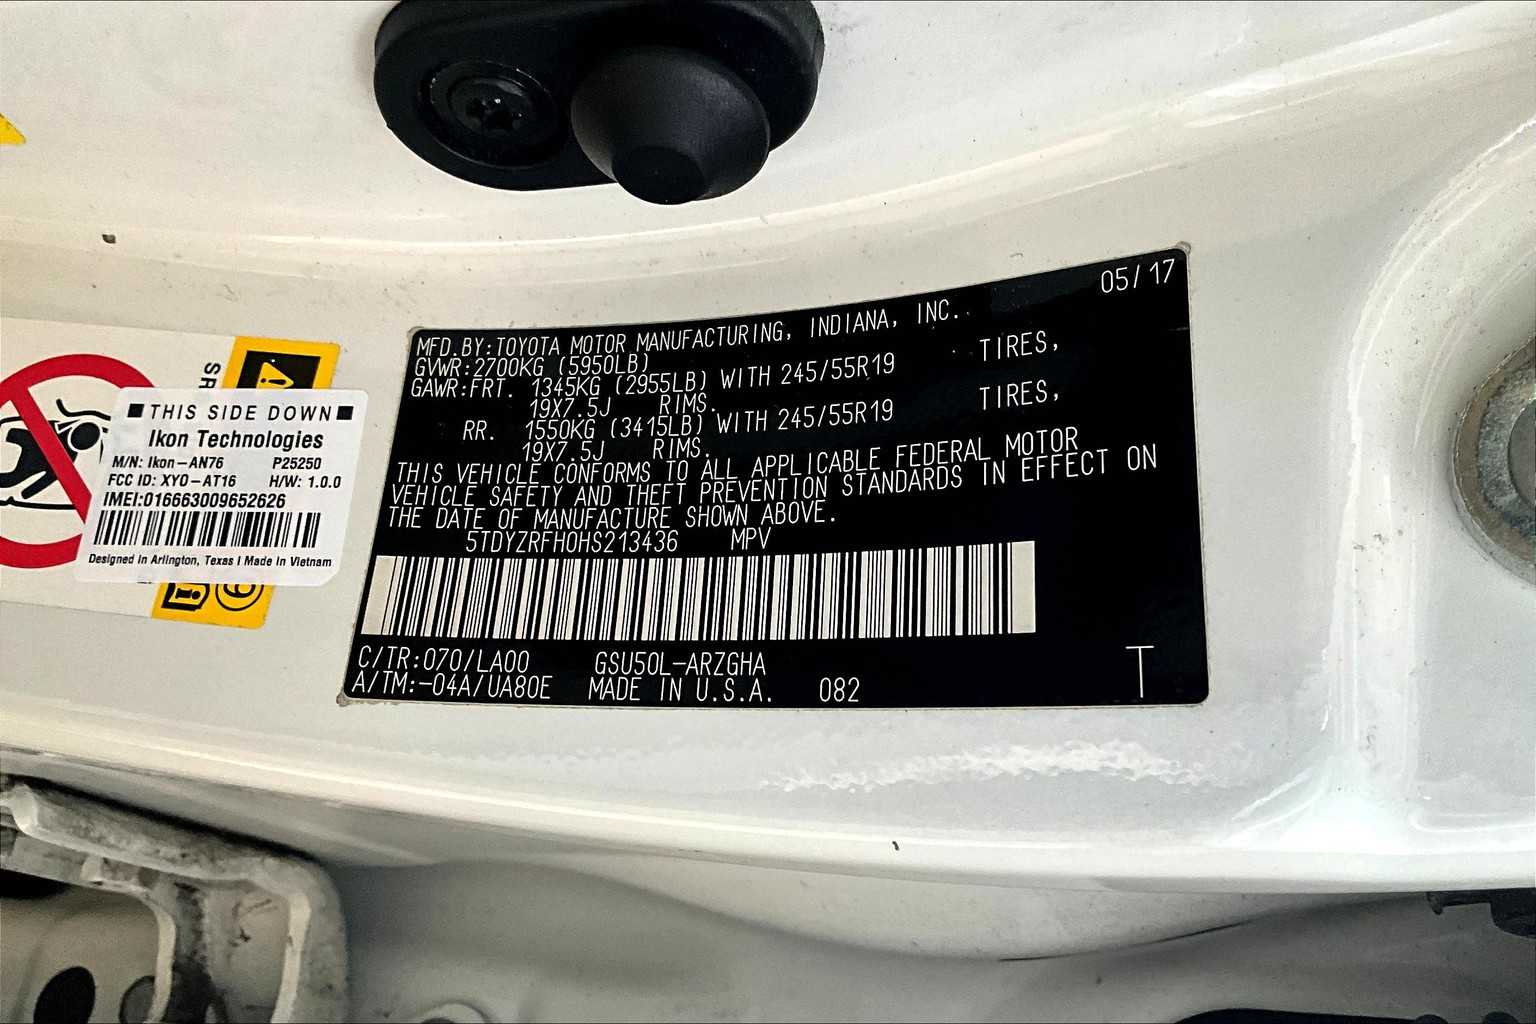 05/17
MFD.BY:TOYOTA MOTOR MANUFACTURING, INDIANA, INC.
GVWR:2700KG (5950LB)
GAWR:FRT. 1345KG (2955LB) WITH 245/55R19 TIRES,
19X7.5J RIMS.
RR. 1550KG (3415LB) WITH 245/55R19 TIRES,
19X7.5J RIMS.
THIS VEHICLE CONFORMS TO ALL APPLICABLE FEDERAL MOTOR
VEHICLE SAFETY AND THEFT PREVENTION STANDARDS IN EFFECT ON
THE DATE OF MANUFACTURE SHOWN ABOVE.
5TDYZRFH0HS213436 MPV
C/TR:070/LA00 GSU50L-ARZGHA
A/TM:-04A/UA80E MADE IN U.S.A. 082 T
THIS SIDE DOWN
Ikon Technologies
M/N: Ikon-AN76 P25250
FCC ID: XYO-AT16 H/W: 1.0.0
IMEI:016663009652626
Designed in Arlington, Texas | Made in Vietnam
SR